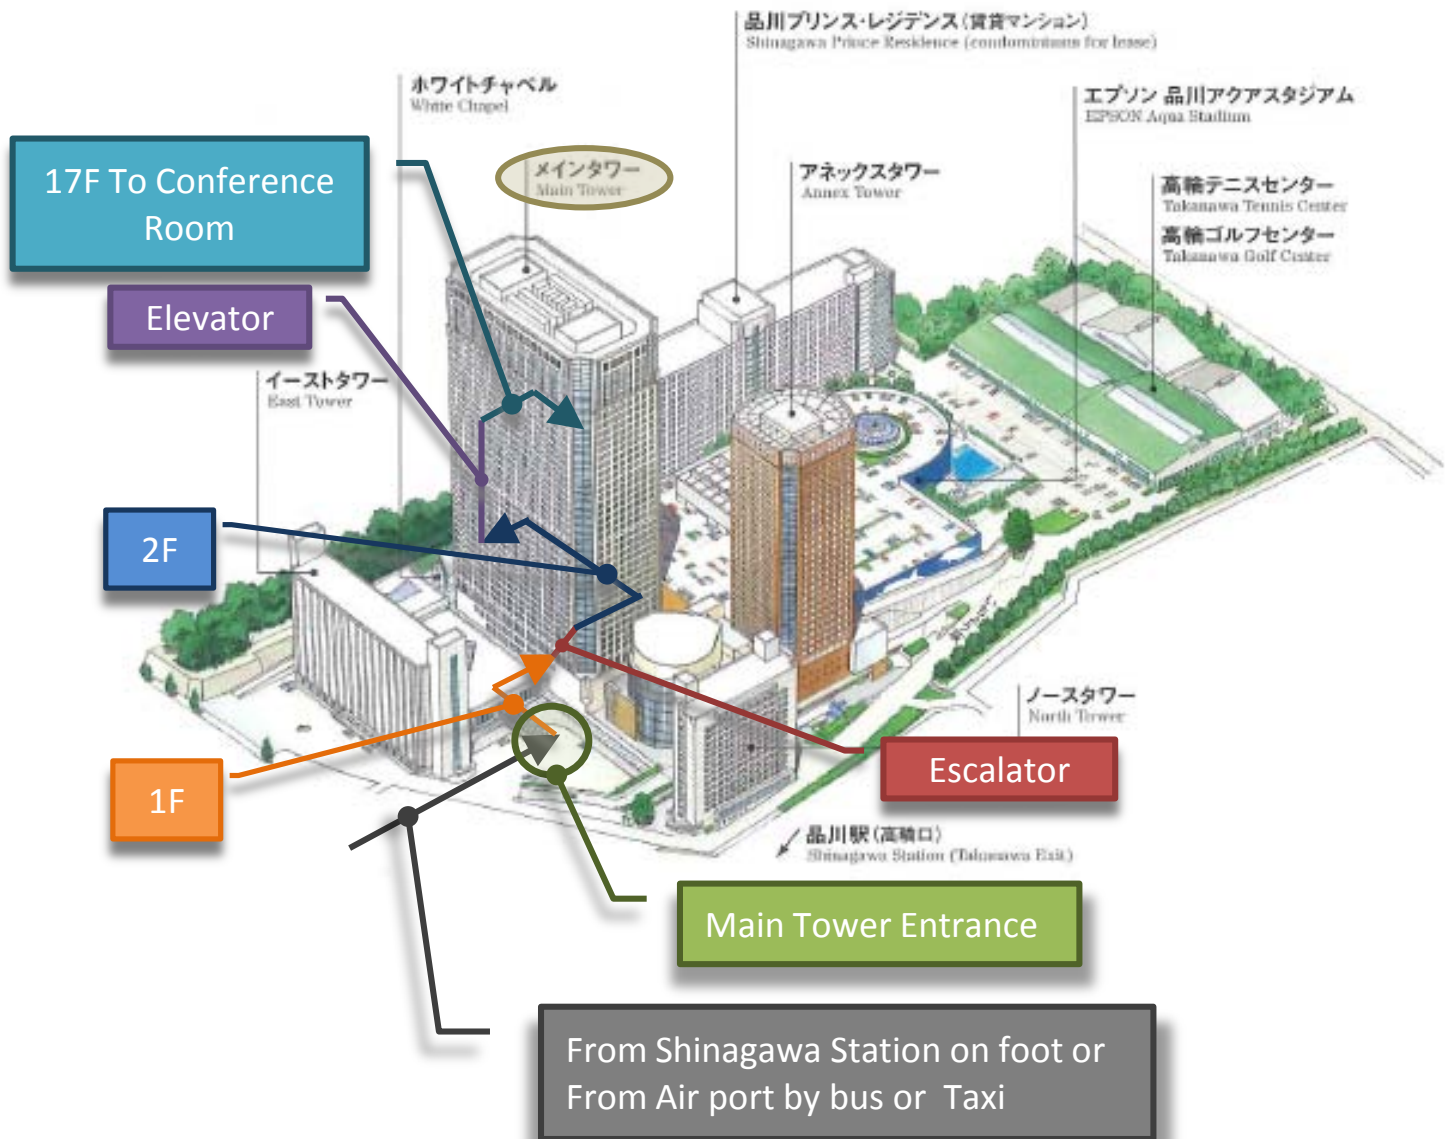 品川プリンス・レジデンス(賃貸マンション)
Shinagawa Prince Residence (condominiums for lease)
ホワイトチャペル
White Chapel
エプソン 品川アクアスタジアム
EPSON Aqua Stadium
17F To Conference
Room
メインタワー
Main Tower
アネックスタワー
Annex Tower
高輪テニスセンター
Takanawa Tennis Center
高輪ゴルフセンター
Takanawa Golf Center
Elevator
イーストタワー
East Tower
2F
ノースタワー
North Tower
Escalator
1F
品川駅(高輪口)
Shinagawa Station (Takanawa Exit)
Main Tower Entrance
From Shinagawa Station on foot or
From Air port by bus or Taxi